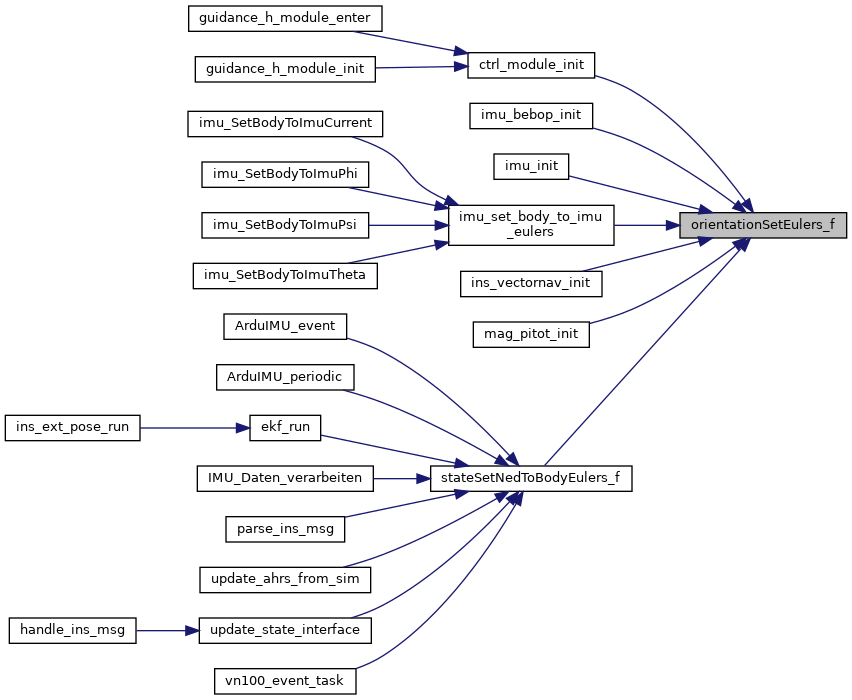 guidance_h_module_enter
guidance_h_module_init
ctrl_module_init
imu_bebop_init
imu_init
imu_SetBodyToImuCurrent
imu_SetBodyToImuPhi
imu_SetBodyToImuPsi
imu_SetBodyToImuTheta
imu_set_body_to_imu
_eulers
orientationSetEulers_f
ins_vectornav_init
mag_pitot_init
ArduIMU_event
ArduIMU_periodic
ins_ext_pose_run
ekf_run
IMU_Daten_verarbeiten
stateSetNedToBodyEulers_f
parse_ins_msg
update_ahrs_from_sim
handle_ins_msg
update_state_interface
vn100_event_task